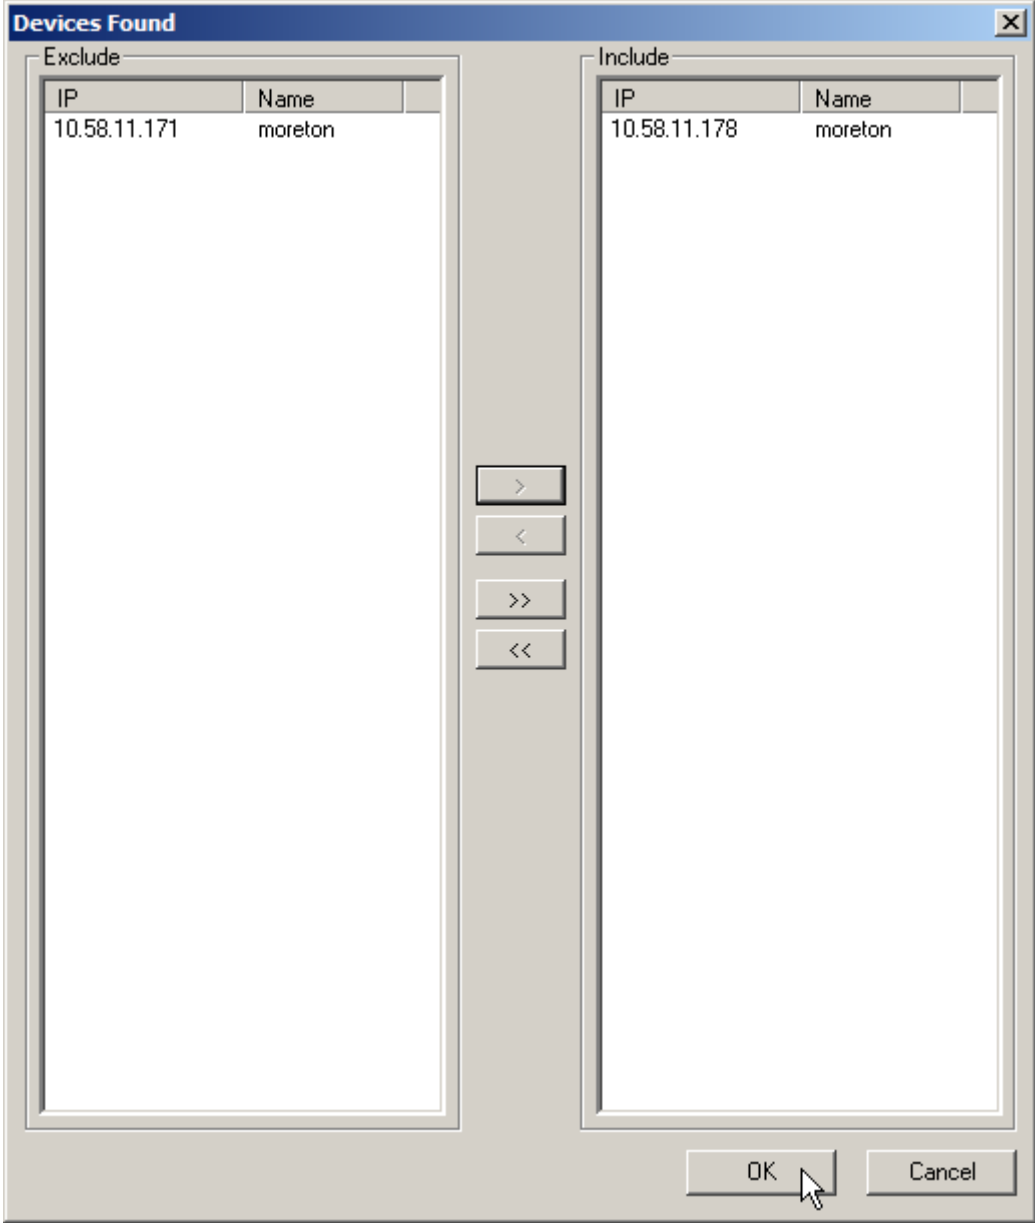 Devices Found
Exclude
IP Name
10.58.11.171 moreton
Include
IP Name
10.58.11.178 moreton
>
<
>>
<<
OK Cancel